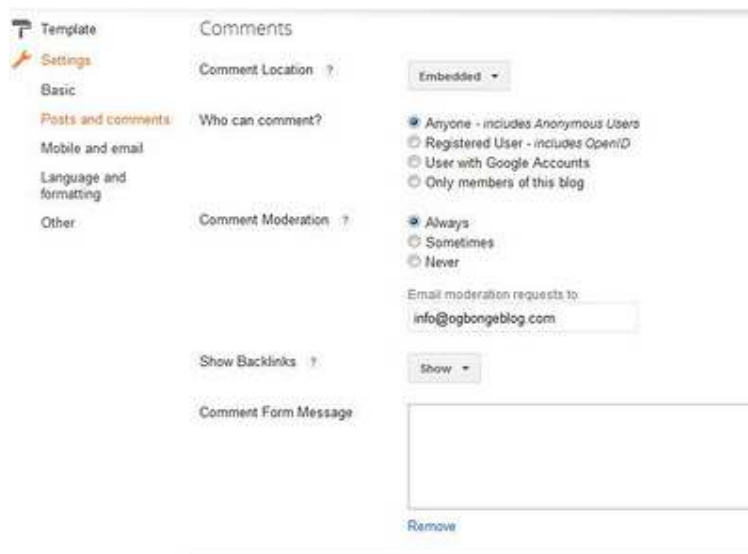 Template
Settings
Basic
Posts and comments
Mobile and email
Language and
formatting
Other
Comments
Comment Location ?
Embedded
Who can comment?
Anyone - includes Anonymous Users
Registered User - includes OpenID
User with Google Accounts
Only members of this blog
Comment Moderation ?
Always
Sometimes
Never
Email moderation requests to
info@ogbongeblog.com
Show Backlinks ?
Show
Comment Form Message
Remove